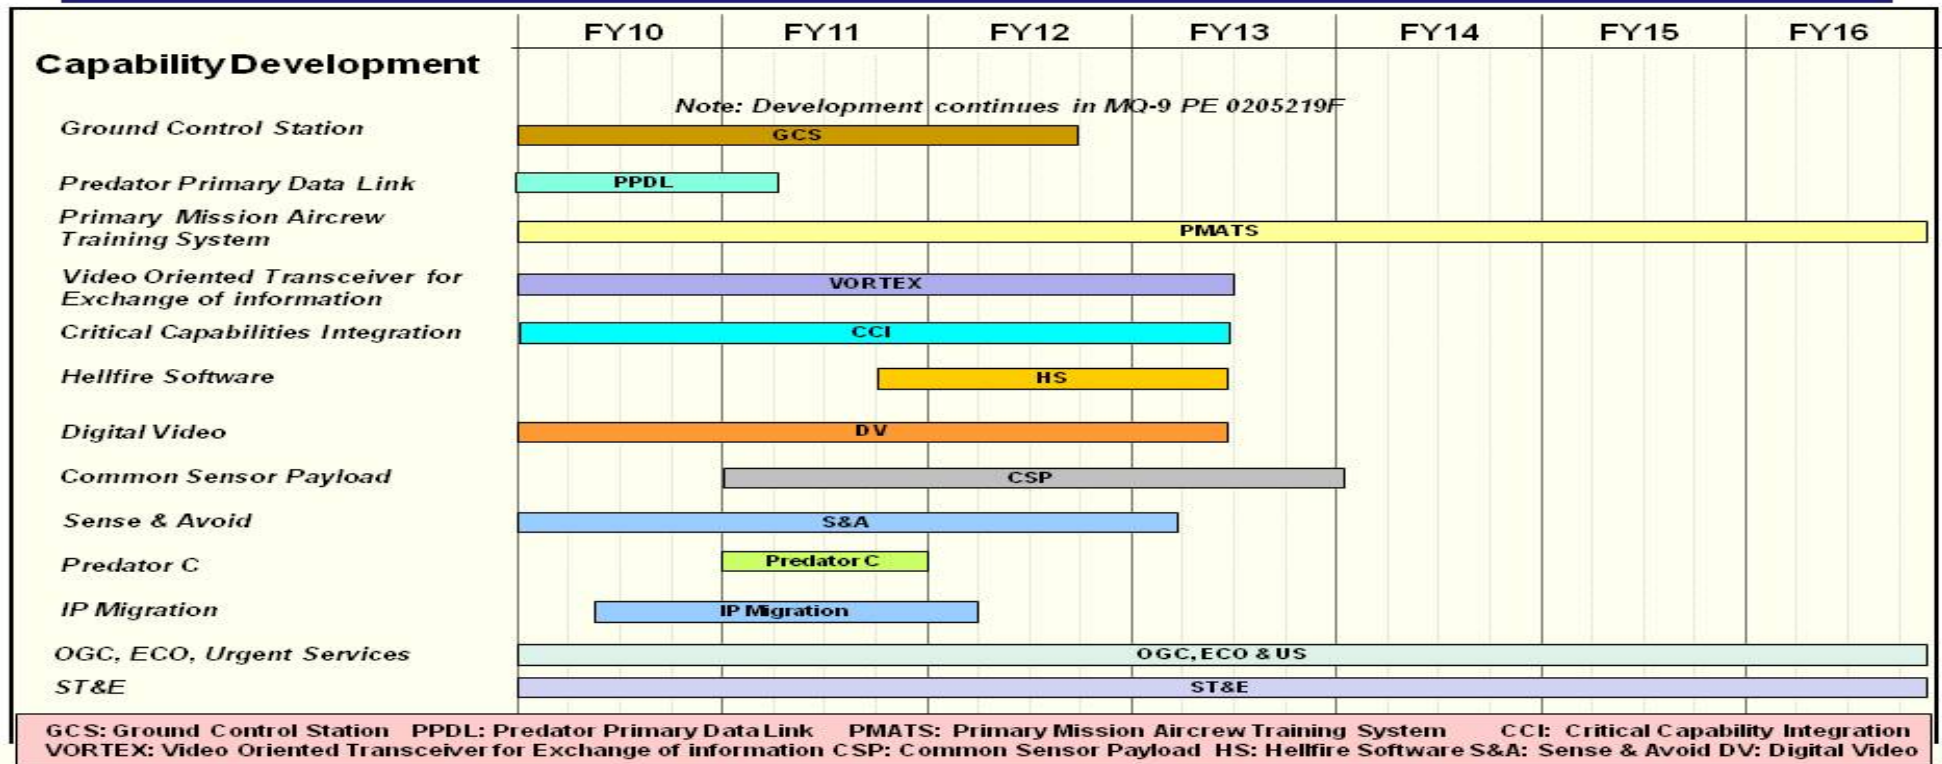 FY10 FY11 FY12 FY13 FY14 FY15 FY16
Capability Development
Note: Development continues in MQ-9 PE 0205219F
Ground Control Station
GCS
Predator Primary Data Link
PPDL
Primary Mission Aircrew
Training System
PMATS
Video Oriented Transceiver for
Exchange of information
VORTEX
Critical Capabilities Integration
CCI
Hellfire Software
HS
Digital Video
DV
Common Sensor Payload
CSP
Sense & Avoid
S&A
Predator C
Predator C
IP Migration
IP Migration
OGC, ECO, Urgent Services
OGC, ECO & US
ST&E
ST&E
GCS: Ground Control Station PPDL: Predator Primary Data Link PMATS: Primary Mission Aircrew Training System CCI: Critical Capability Integration
VORTEX: Video Oriented Transceiver for Exchange of information CSP: Common Sensor Payload HS: Hellfire Software S&A: Sense & Avoid DV: Digital Video